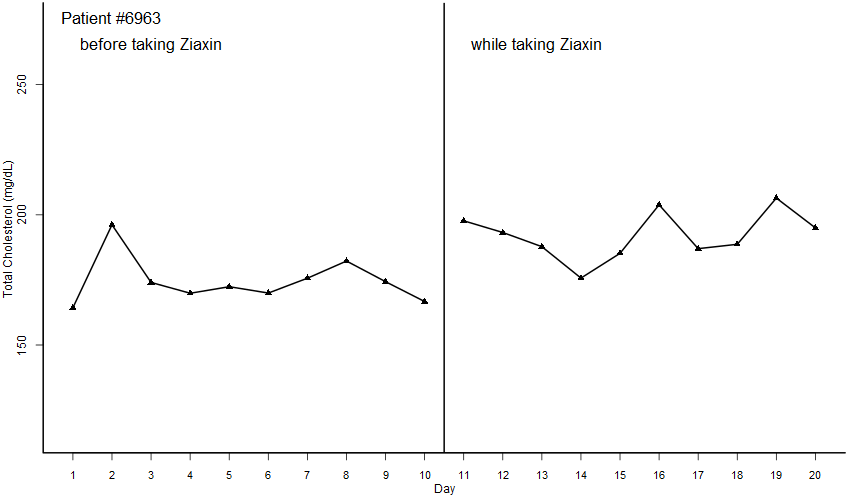 Patient #6963
before taking Ziaxin
while taking Ziaxin
250
200
150
Total Cholesterol (mg/dL)
1 2 3 4 5 6 7 8 9 10 11 12 13 14 15 16 17 18 19 20
Day